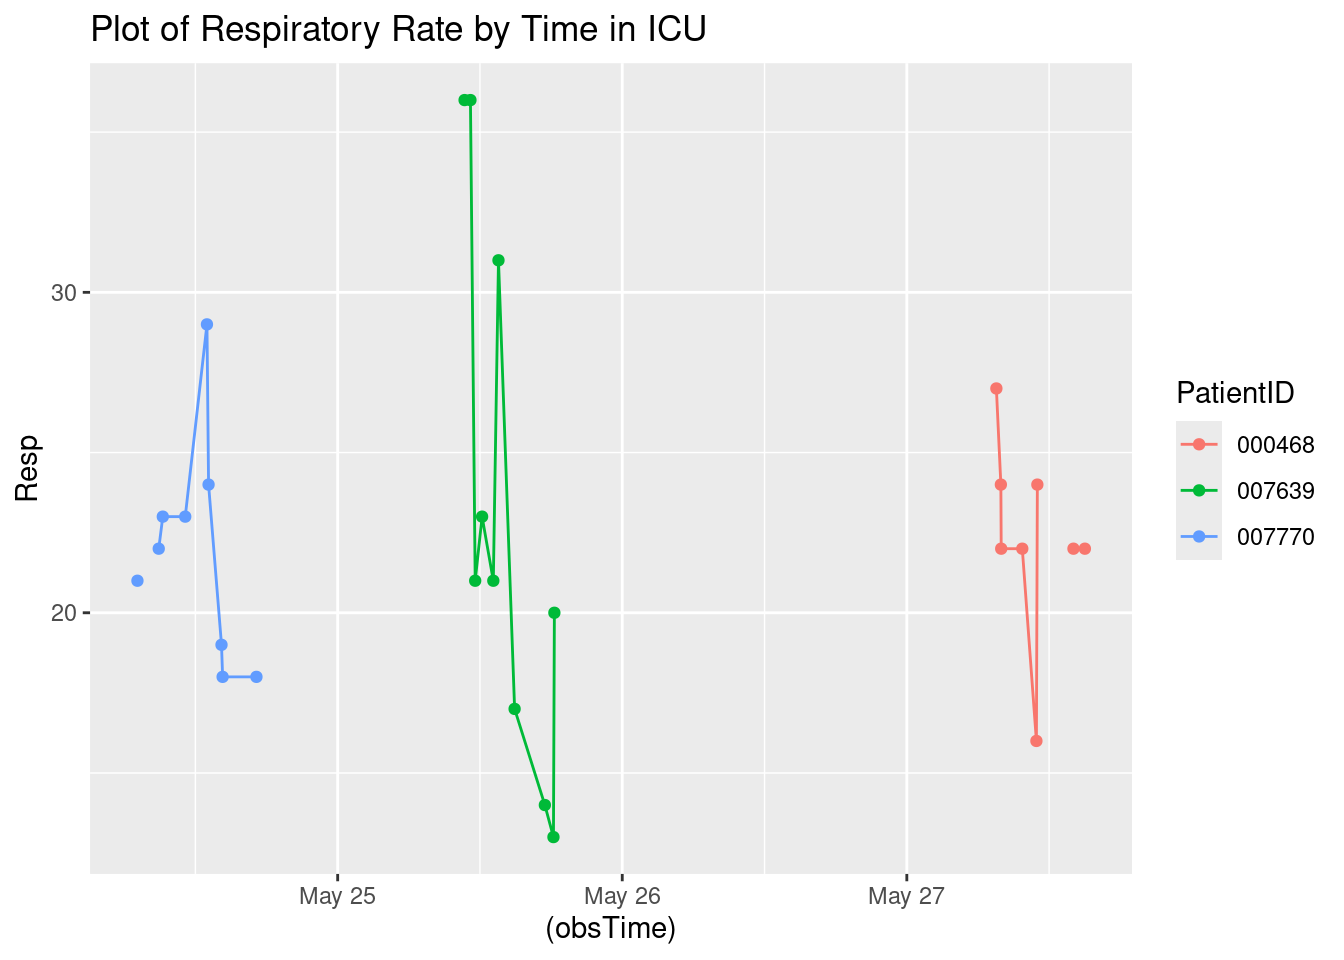 Plot of Respiratory Rate by Time in ICU
30
20
Resp
May 25
May 26
May 27
(obsTime)
PatientID
000468
007639
007770